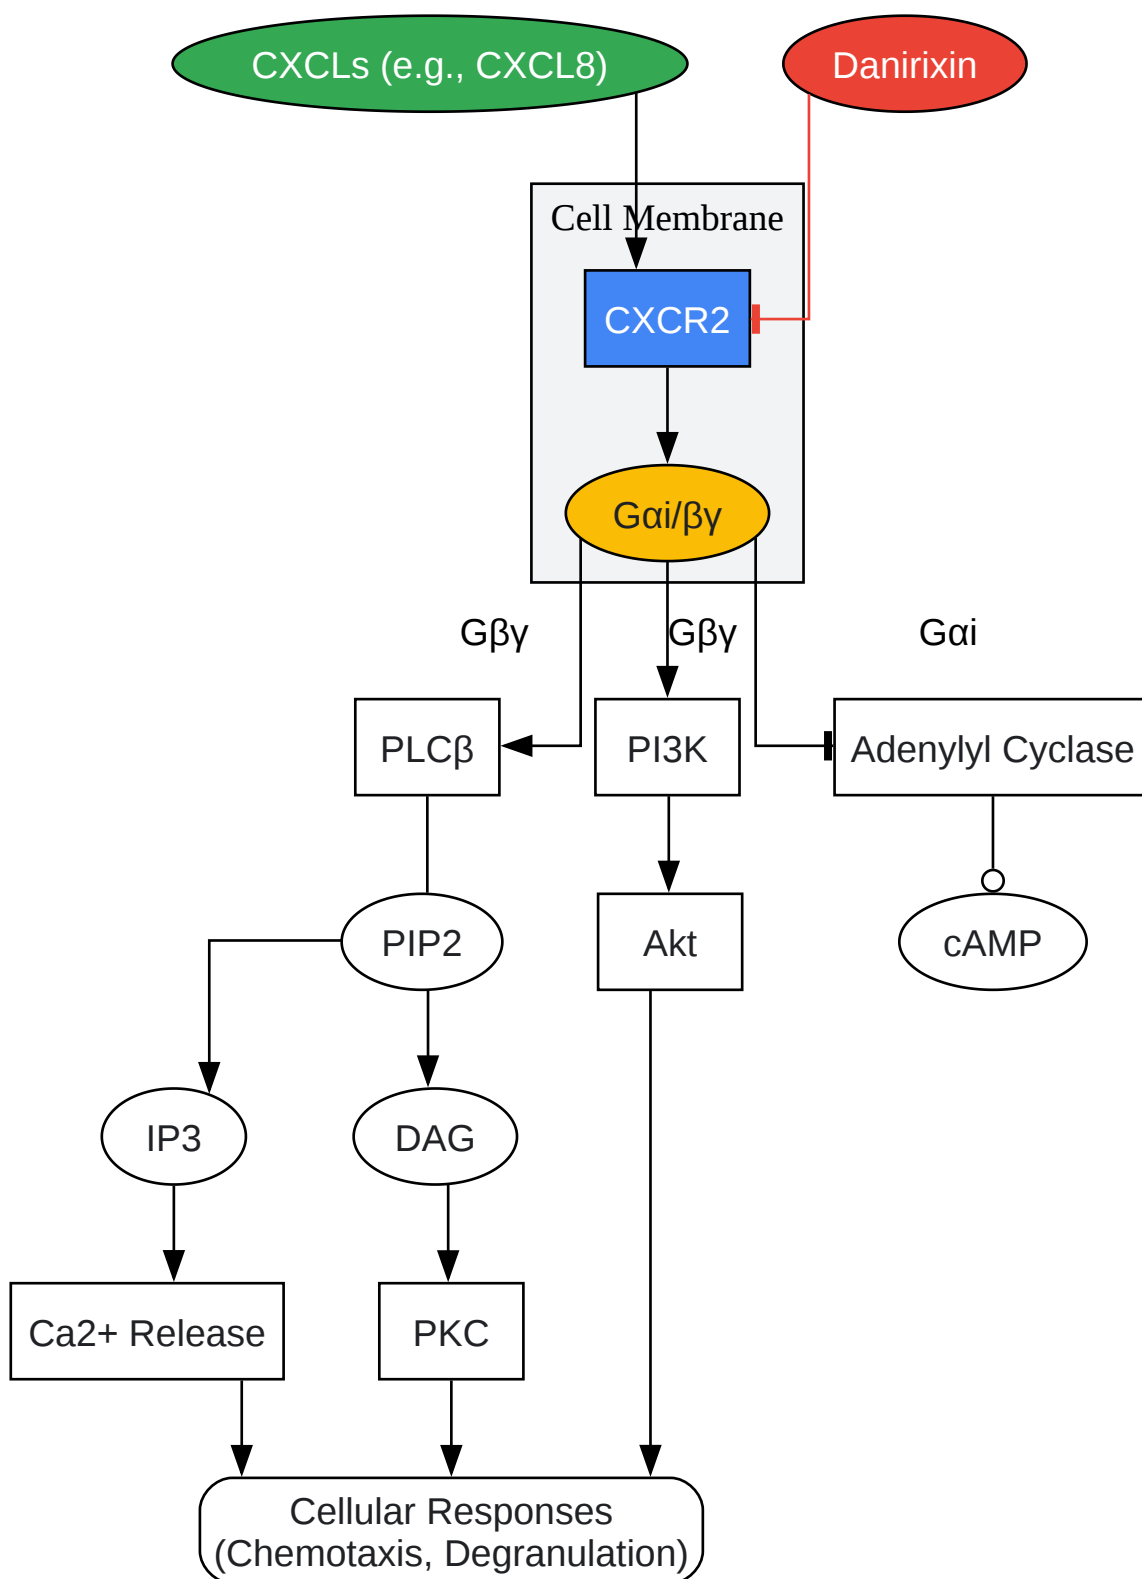 CXCLs (e.g., CXCL8)
Danirixin
Cell Membrane
CXCR2
Gαi/βγ
Gβγ
Gβγ
Gαi
PLCβ
PI3K
Adenylyl Cyclase
PIP2
Akt
cAMP
IP3
DAG
Ca2+ Release
PKC
Cellular Responses
(Chemotaxis, Degranulation)